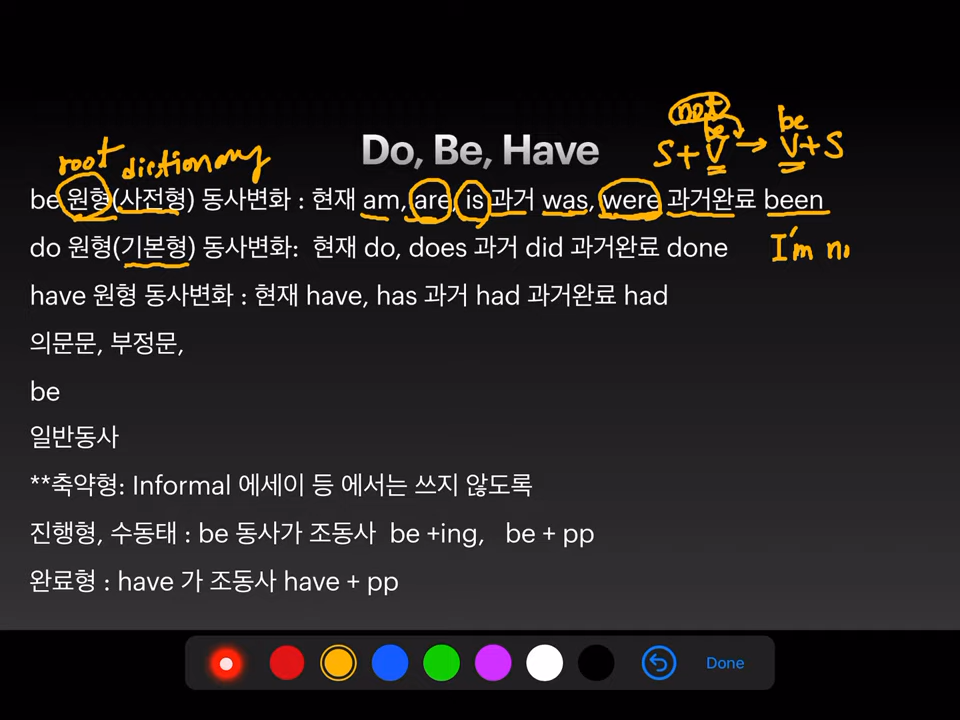 not
be be
S+V → V+S
root dictionary
Do, Be, Have
be 원형(사전형) 동사변화 : 현재 am, are, is 과거 was, were 과거완료 been
do 원형(기본형) 동사변화: 현재 do, does 과거 did 과거완료 done
I'm no
have 원형 동사변화 : 현재 have, has 과거 had 과거완료 had
의문문, 부정문,
be
일반동사
**축약형: Informal 에세이 등 에서는 쓰지 않도록
진행형, 수동태 : be 동사가 조동사 be +ing, be + pp
완료형 : have 가 조동사 have + pp
Done